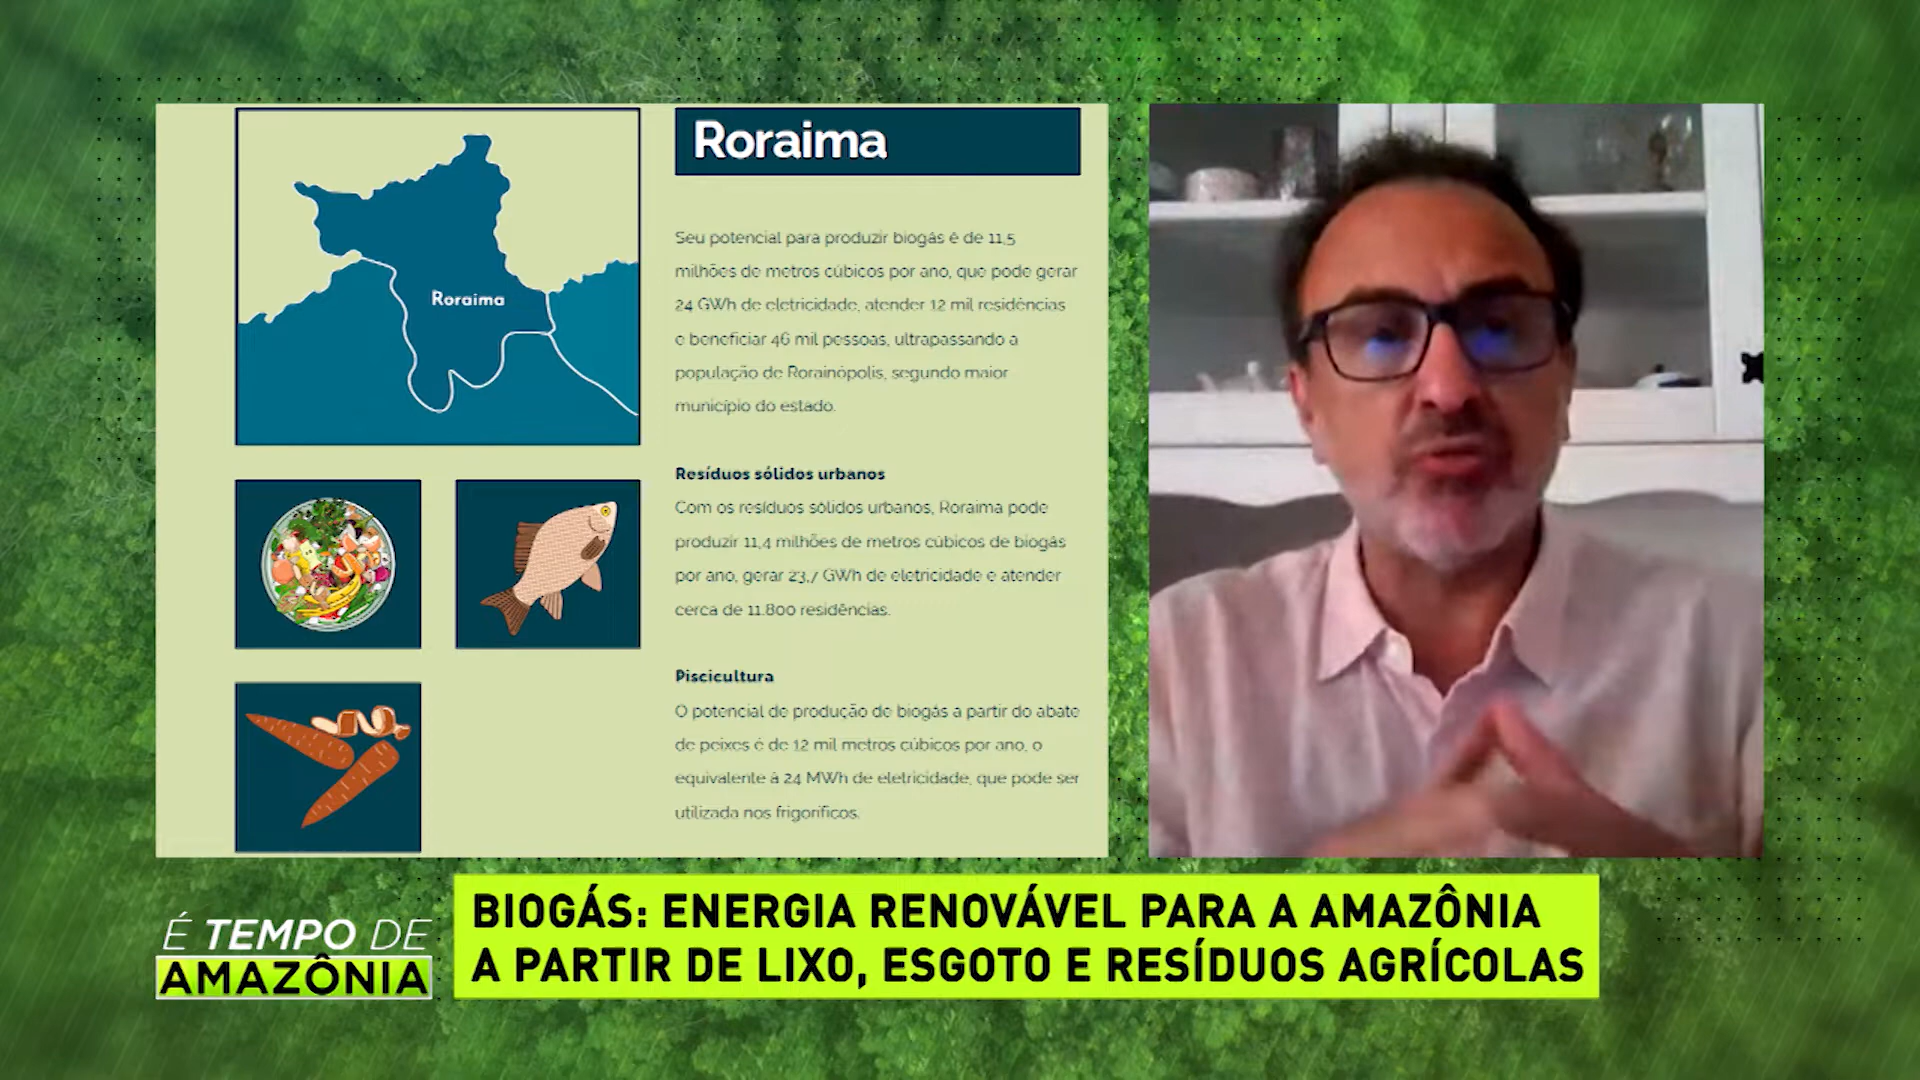 Roraima
Roraima
Seu potencial para produzir biogás é de 11,5
milhões de metros cúbicos por ano, que pode gerar
24 GWh de eletricidade, atender 12 mil residências
e beneficiar 46 mil pessoas, ultrapassando a
população de Rorainópolis, segundo maior
município do estado.
Resíduos sólidos urbanos
Com os resíduos sólidos urbanos, Roraima pode
produzir 11,4 milhões de metros cúbicos de biogás
por ano, gerar 23,7 GWh de eletricidade e atender
cerca de 11.800 residências.
Piscicultura
O potencial de produção de biogás a partir do abate
de peixes é de 12 mil metros cúbicos por ano, o
equivalente à 24 MWh de eletricidade, que pode ser
utilizada nos frigoríficos.
É TEMPO DE
AMAZÔNIA
BIOGÁS: ENERGIA RENOVÁVEL PARA A AMAZÔNIA
A PARTIR DE LIXO, ESGOTO E RESÍDUOS AGRÍCOLAS